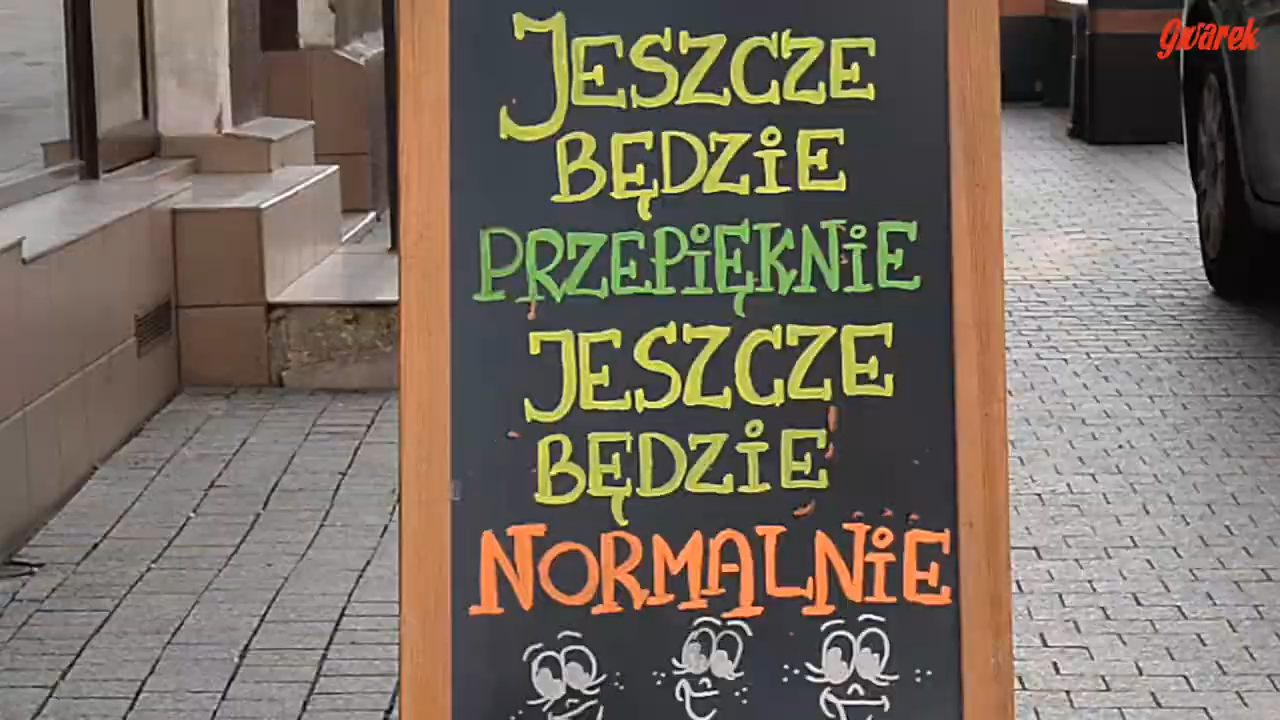 Gwarek
JESZCZE
BĘDZIE
PRZEPIĘKNIE
JESZCZE
BĘDZIE
NORMALNIE